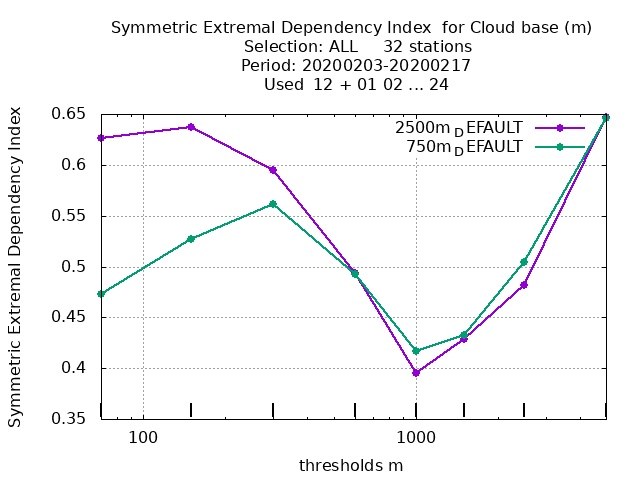 Symmetric Extremal Dependency Index for Cloud base (m)
Selection: ALL 32 stations
Period: 20200203-20200217
Used 12 + 01 02 ... 24
Symmetric Extremal Dependency Index
0.65
0.6
0.55
0.5
0.45
0.4
0.35
2500m_DEFAULT
750m_DEFAULT
100 1000
thresholds m